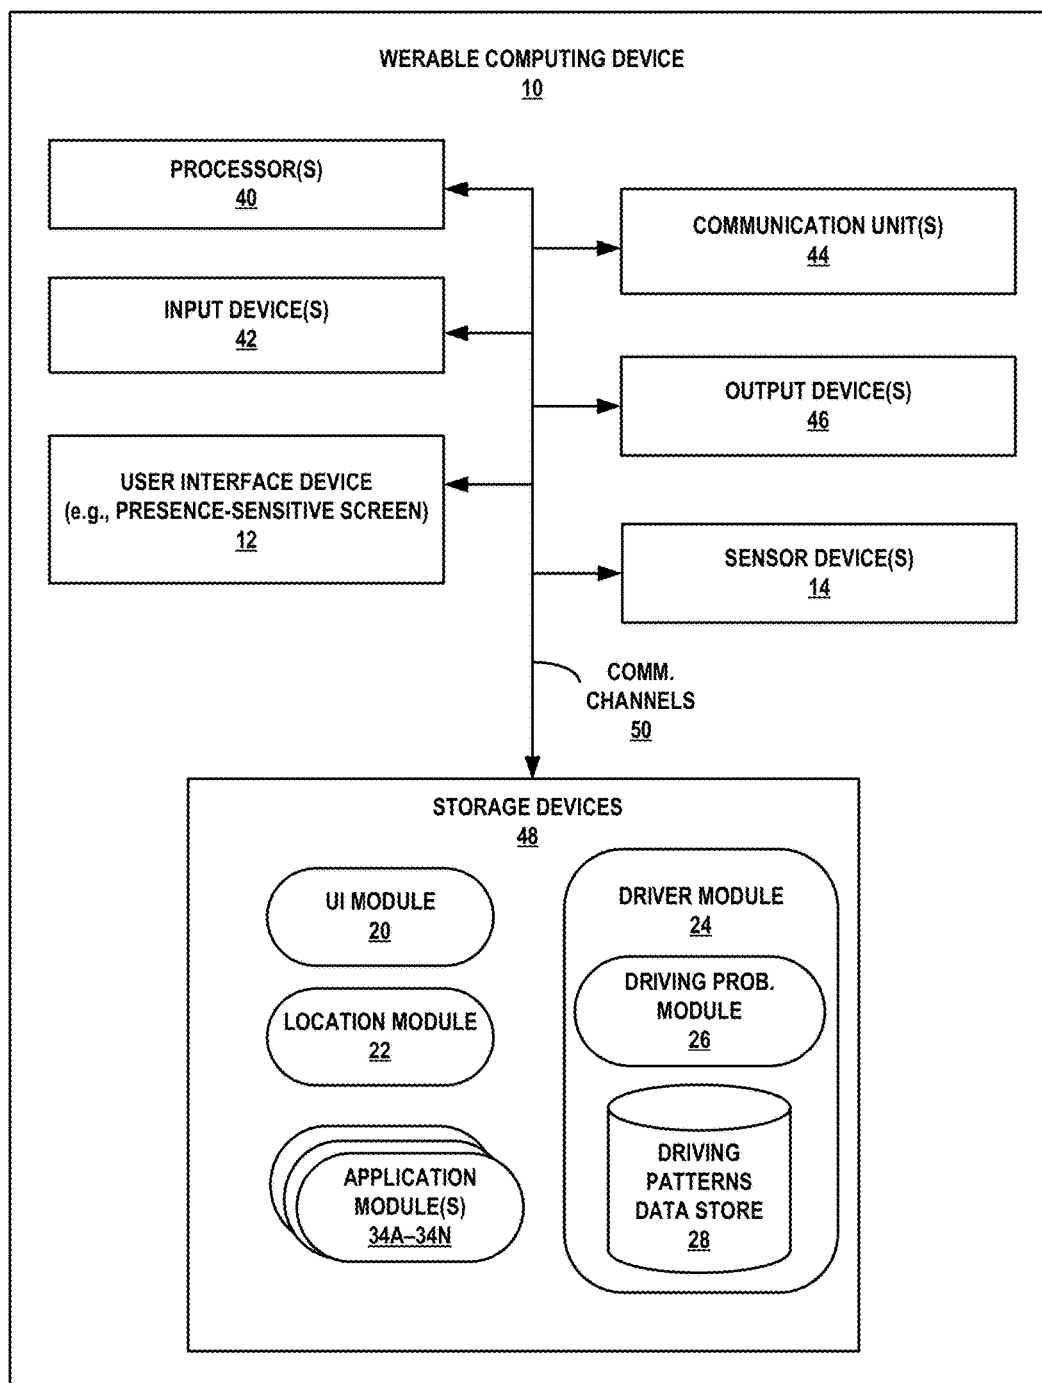 WERABLE COMPUTING DEVICE
10
PROCESSOR(S)
40
COMMUNICATION UNIT(S)
44
INPUT DEVICE(S)
42
OUTPUT DEVICE(S)
46
USER INTERFACE DEVICE
(e.g., PRESENCE-SENSITIVE SCREEN)
12
SENSOR DEVICE(S)
14
COMM.
CHANNELS
50
STORAGE DEVICES
48
UI MODULE
20
LOCATION MODULE
22
APPLICATION
MODULE(S)
34A–34N
DRIVER MODULE
24
DRIVING PROB.
MODULE
26
DRIVING
PATTERNS
DATA STORE
28